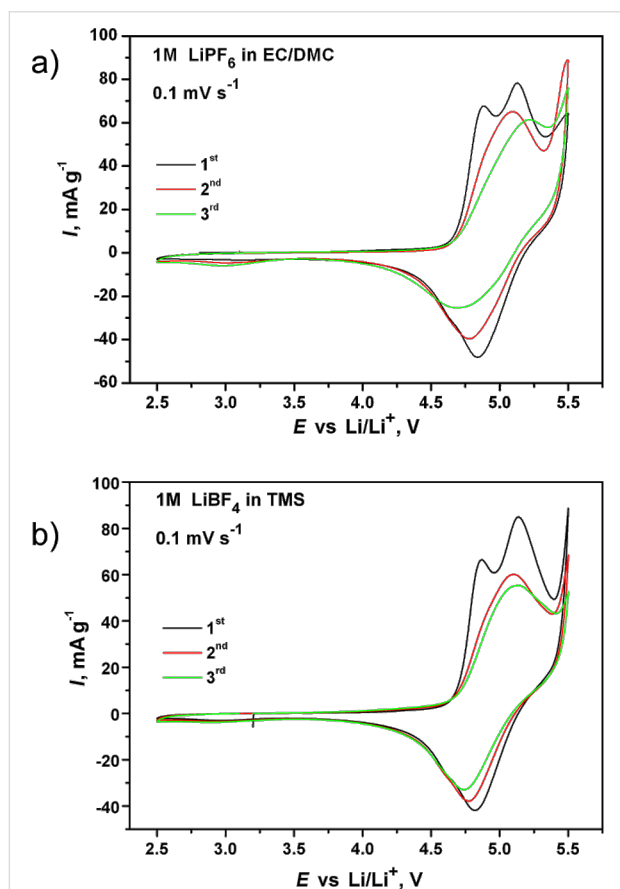 a)
1M LiPF₆ in EC/DMC
0.1 mV s⁻¹
1ˢᵗ
2ⁿᵈ
3ʳᵈ
I, mA g⁻¹
100
80
60
40
20
0
-20
-40
-60
2.5 3.0 3.5 4.0 4.5 5.0 5.5
E vs Li/Li⁺, V
b)
1M LiBF₄ in TMS
0.1 mV s⁻¹
1ˢᵗ
2ⁿᵈ
3ʳᵈ
I, mA g⁻¹
100
80
60
40
20
0
-20
-40
2.5 3.0 3.5 4.0 4.5 5.0 5.5
E vs Li/Li⁺, V